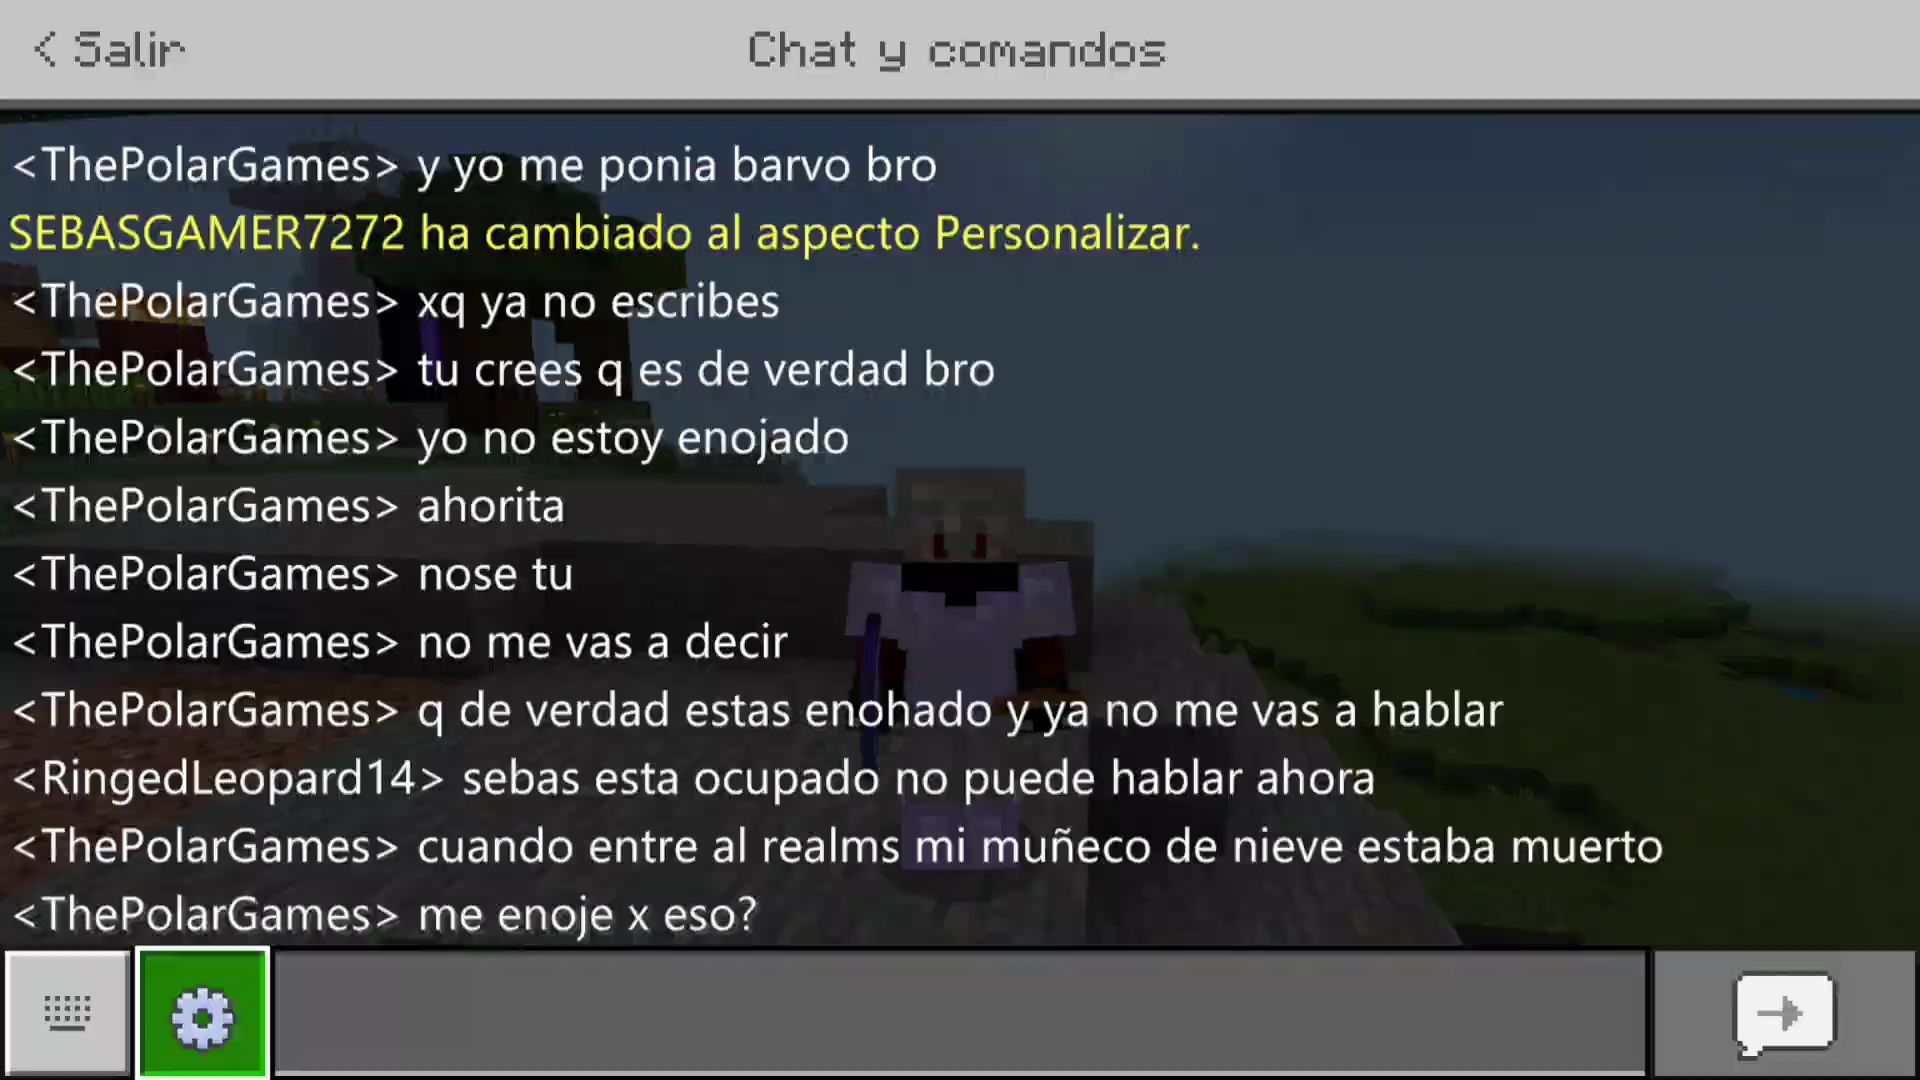 < Salir
Chat y comandos
<ThePolarGames> y yo me ponia barvo bro
SEBASGAMER7272 ha cambiado al aspecto Personalizar.
<ThePolarGames> xq ya no escribes
<ThePolarGames> tu crees q es de verdad bro
<ThePolarGames> yo no estoy enojado
<ThePolarGames> ahorita
<ThePolarGames> nose tu
<ThePolarGames> no me vas a decir
<ThePolarGames> q de verdad estas enohado y ya no me vas a hablar
<RingedLeopard14> sebas esta ocupado no puede hablar ahora
<ThePolarGames> cuando entre al realms mi muñeco de nieve estaba muerto
<ThePolarGames> me enoje x eso?